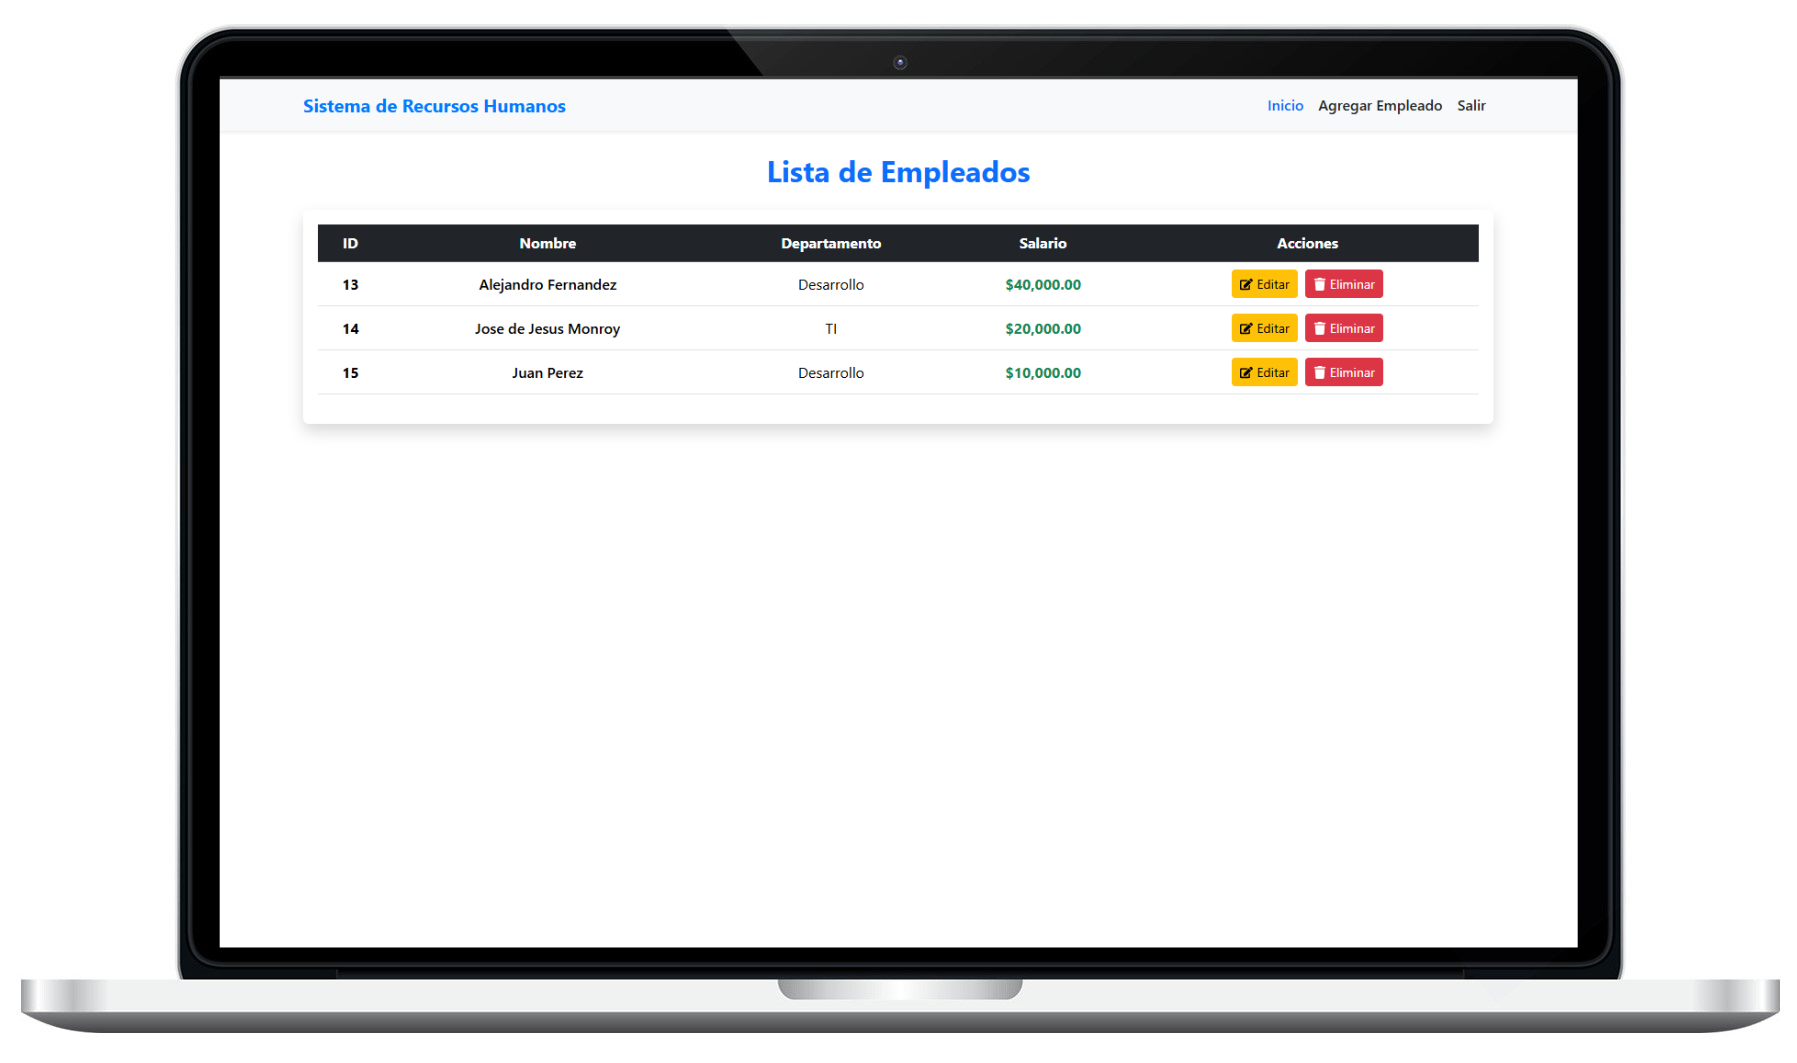 Sistema de Recursos Humanos Inicio Agregar Empleado Salir
Lista de Empleados
ID Nombre Departamento Salario Acciones
13 Alejandro Fernandez Desarrollo $40,000.00 Editar Eliminar
14 Jose de Jesus Monroy TI $20,000.00 Editar Eliminar
15 Juan Perez Desarrollo $10,000.00 Editar Eliminar